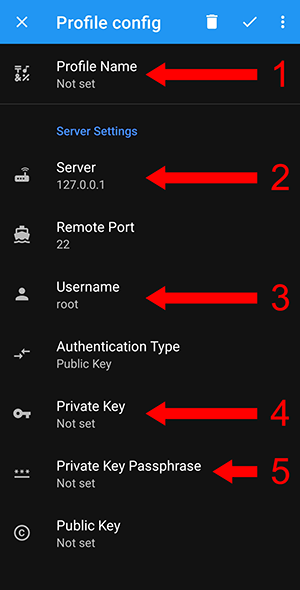 Profile config
Profile Name
Not set
1
Server Settings
Server
127.0.0.1
2
Remote Port
22
Username
root
3
Authentication Type
Public Key
Private Key
Not set
4
Private Key Passphrase
Not set
5
Public Key
Not set